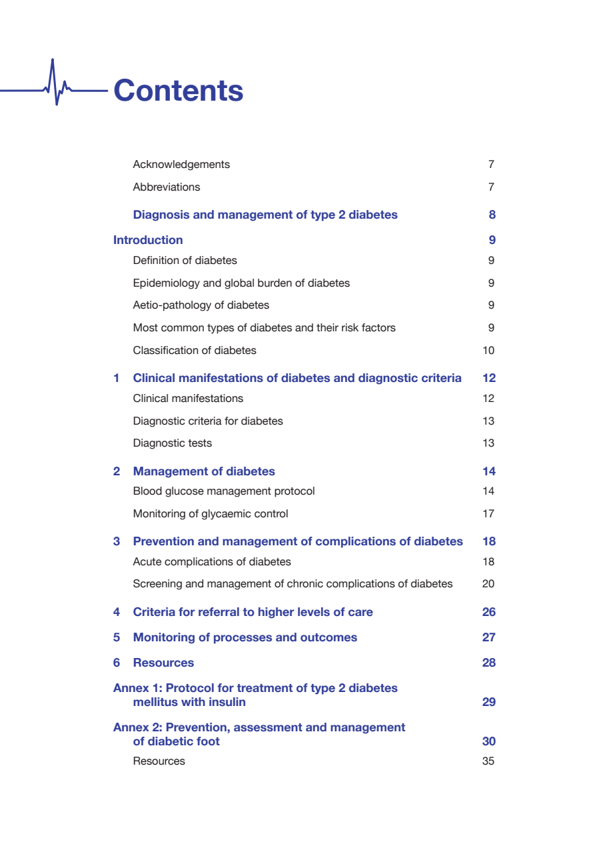 Contents
Acknowledgements 7
Abbreviations 7
Diagnosis and management of type 2 diabetes 8
Introduction 9
Definition of diabetes 9
Epidemiology and global burden of diabetes 9
Aetio-pathology of diabetes 9
Most common types of diabetes and their risk factors 9
Classification of diabetes 10
1 Clinical manifestations of diabetes and diagnostic criteria 12
Clinical manifestations 12
Diagnostic criteria for diabetes 13
Diagnostic tests 13
2 Management of diabetes 14
Blood glucose management protocol 14
Monitoring of glycaemic control 17
3 Prevention and management of complications of diabetes 18
Acute complications of diabetes 18
Screening and management of chronic complications of diabetes 20
4 Criteria for referral to higher levels of care 26
5 Monitoring of processes and outcomes 27
6 Resources 28
Annex 1: Protocol for treatment of type 2 diabetes
mellitus with insulin 29
Annex 2: Prevention, assessment and management
of diabetic foot 30
Resources 35